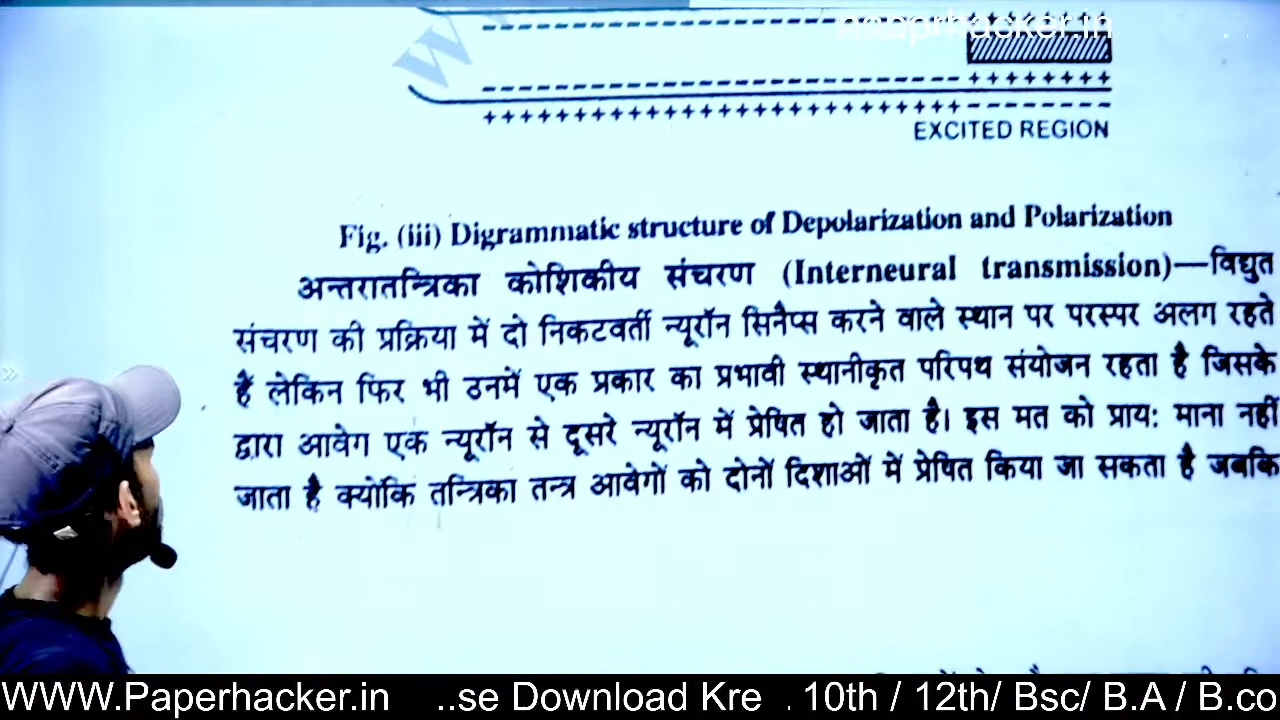 W
paperhacker.in
- - - - - - - - - - - - - - - - - - - - - - - - - - - - - - - + + + + + + + +
+ + + + + + + + + + + + + + + + + + + + + + + + + + + + + + + - - - - - - - -
EXCITED REGION
Fig. (iii) Digrammatic structure of Depolarization and Polarization
अन्तरातन्त्रिका कोशिकीय संचरण (Interneural transmission)—विद्युत
संचरण की प्रक्रिया में दो निकटवर्ती न्यूरॉन सिनैप्स करने वाले स्थान पर परस्पर अलग रहते
हैं लेकिन फिर भी उनमें एक प्रकार का प्रभावी स्थानीकृत परिपथ संयोजन रहता है जिसके
द्वारा आवेग एक न्यूरॉन से दूसरे न्यूरॉन में प्रेषित हो जाता है। इस मत को प्राय: माना नहीं
जाता है क्योंकि तन्त्रिका तन्त्र आवेगों को दोनों दिशाओं में प्रेषित किया जा सकता है जबकि
WWW.Paperhacker.in ..se Download Kre . 10th / 12th/ Bsc/ B.A / B.co